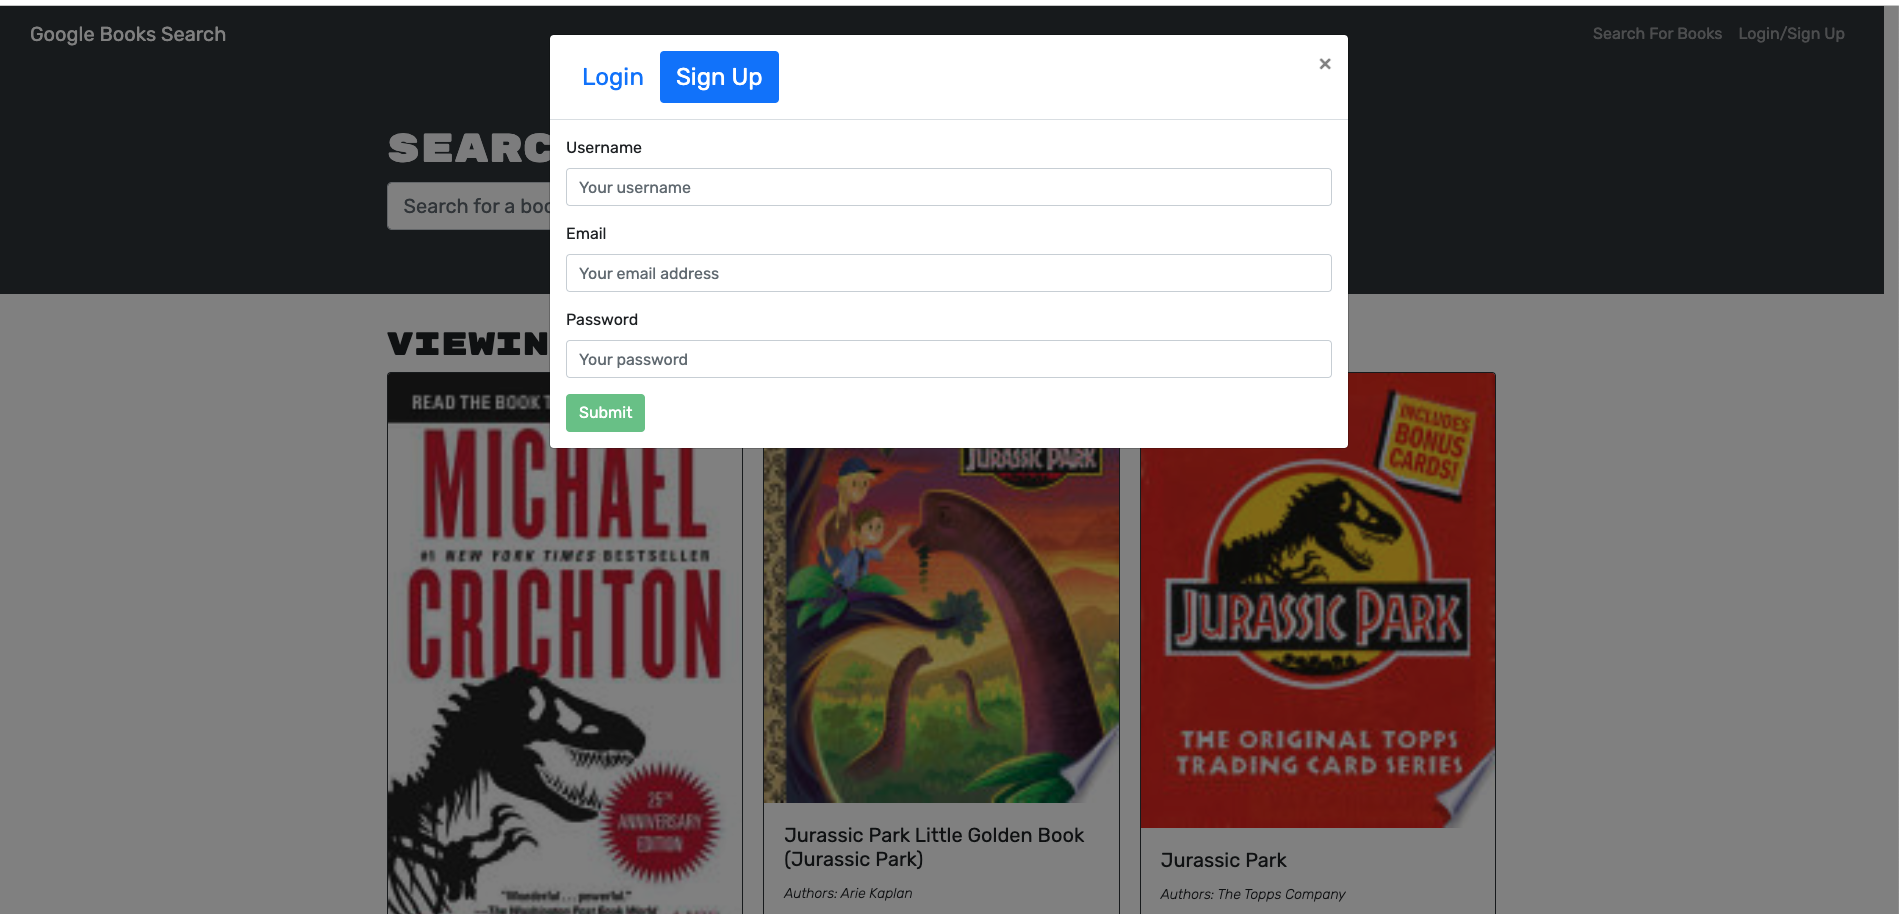 Google Books Search
Search For Books
Login/Sign Up
Login
Sign Up
×
Username
Your username
Email
Your email address
Password
Your password
Submit
SEARC
Search for a boo
VIEWIN
READ THE BOOK T
MICHAEL
#1 NEW YORK TIMES BESTSELLER
CRICHTON
25TH
ANNIVERSARY
EDITION
"Wonderful . . . powerful."
—The Washington Post Book World
JURASSIC PARK
Jurassic Park Little Golden Book
(Jurassic Park)
Authors: Arie Kaplan
INCLUDES
BONUS
CARDS!
JURASSIC PARK
THE ORIGINAL TOPPS
TRADING CARD SERIES
Jurassic Park
Authors: The Topps Company